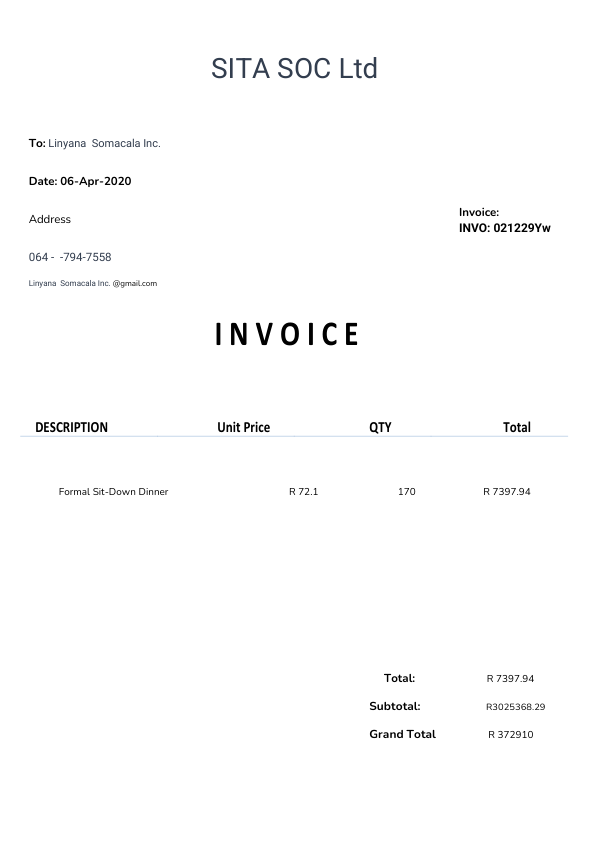 SITA SOC Ltd
To: Linyana  Somacala Inc.
Date: 06-Apr-2020
Address
Invoice:
INVO: 021229Yw
064 -  -794-7558
Linyana  Somacala Inc. @gmail.com
INVOICE
DESCRIPTION Unit Price QTY Total
Formal Sit-Down Dinner R 72.1 170 R 7397.94
Total: R 7397.94
Subtotal: R3025368.29
Grand Total R 372910